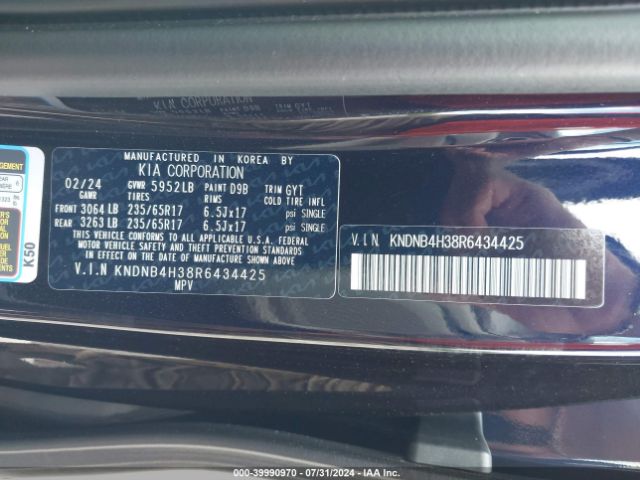 MANUFACTURED IN KOREA BY
KIA CORPORATION
02/24 GVWR 5952LB PAINT D9B TRIM GYT
GAWR TIRES RIMS COLD TIRE INFL
FRONT 3064 LB 235/65R17 6.5Jx17 psi SINGLE
REAR 3263 LB 235/65R17 6.5Jx17 psi SINGLE
THIS VEHICLE CONFORMS TO ALL APPLICABLE U.S.A. FEDERAL
MOTOR VEHICLE SAFETY, AND THEFT PREVENTION STANDARDS
IN EFFECT ON THE DATE OF MANUFACTURE SHOWN ABOVE.
V.I.N KNDNB4H38R6434425
MPV
V.I.N KNDNB4H38R6434425
K50
000-39990970 - 07/31/2024 - IAA Inc.